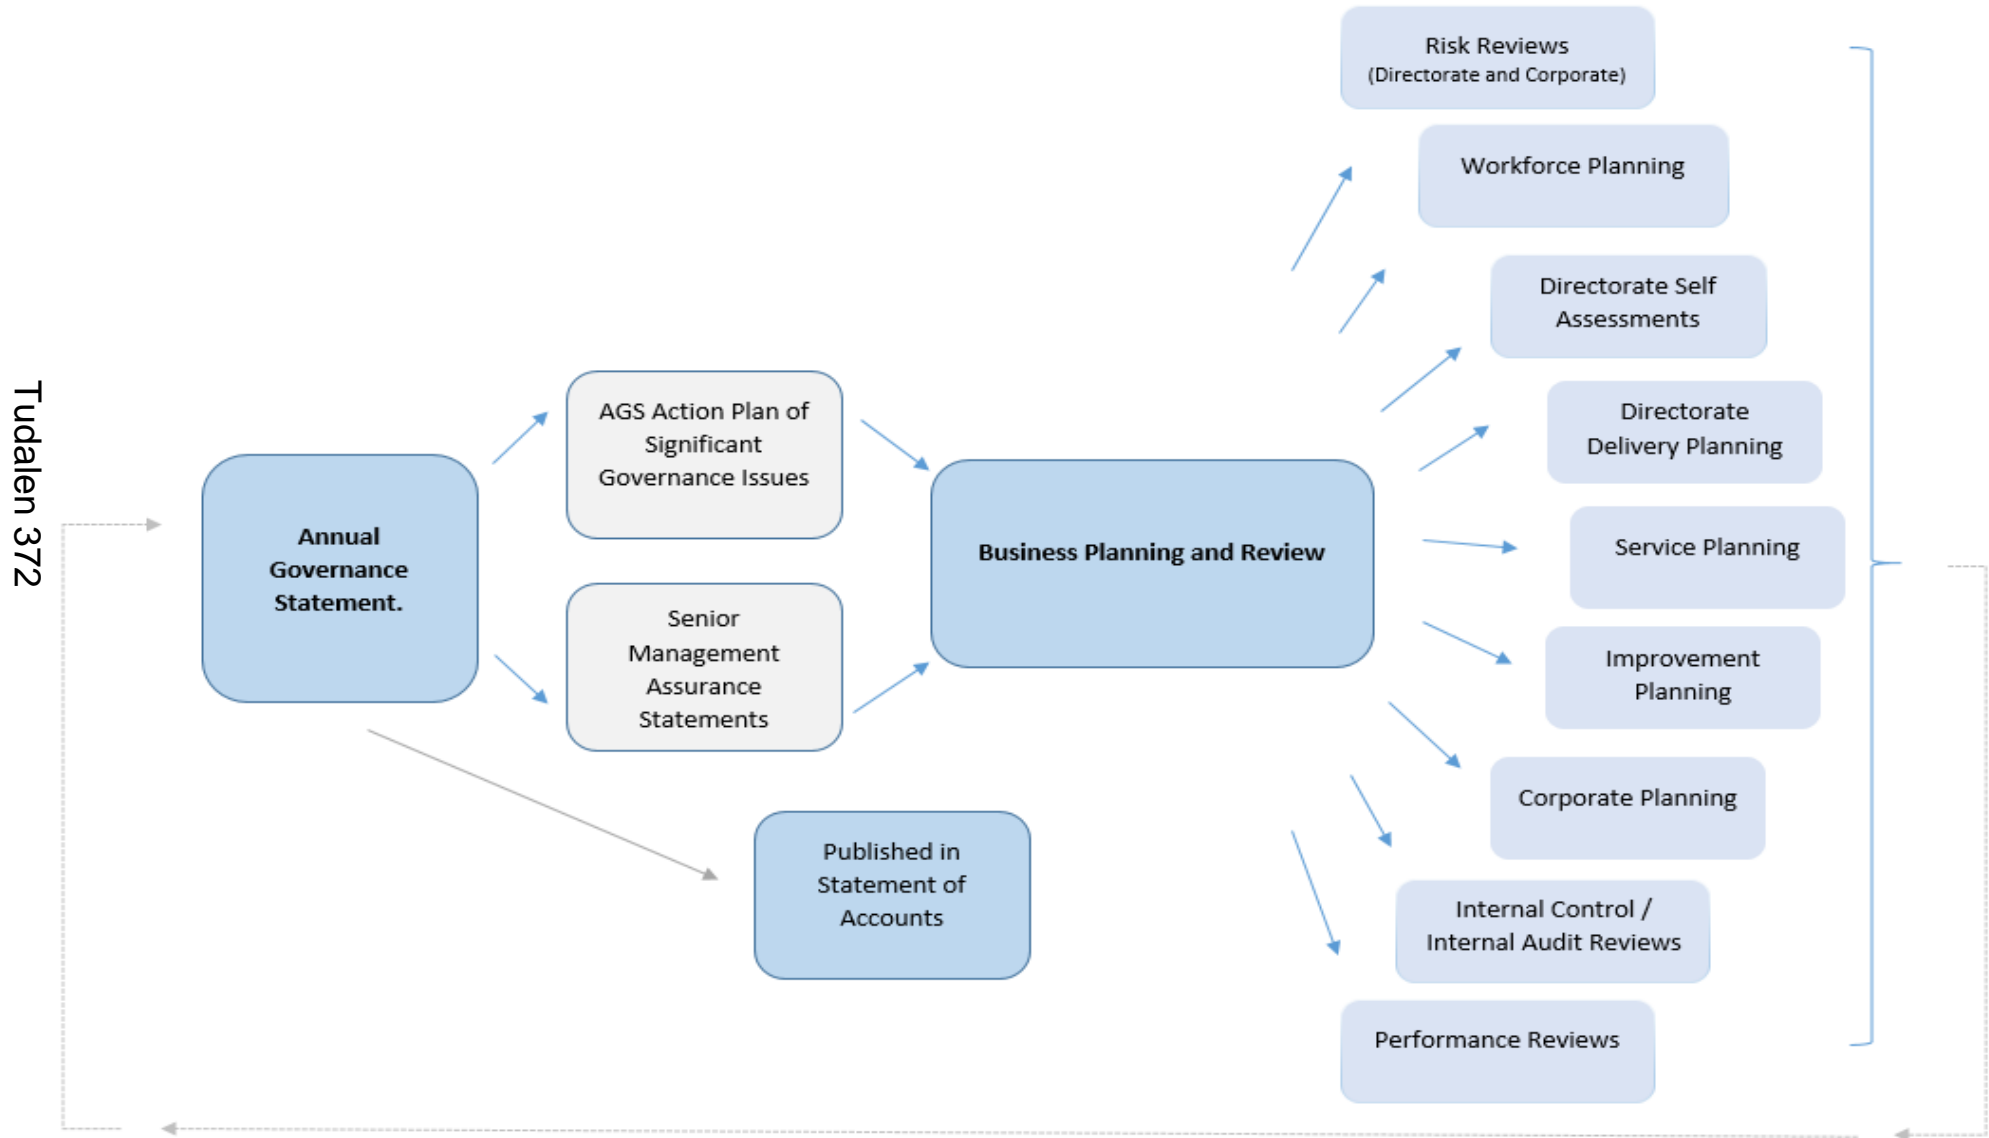 Tudalen 372
Annual
Governance
Statement.
AGS Action Plan of
Significant
Governance Issues
Senior
Management
Assurance
Statements
Published in
Statement of
Accounts
Business Planning and Review
Risk Reviews
(Directorate and Corporate)
Workforce Planning
Directorate Self
Assessments
Directorate
Delivery Planning
Service Planning
Improvement
Planning
Corporate Planning
Internal Control /
Internal Audit Reviews
Performance Reviews